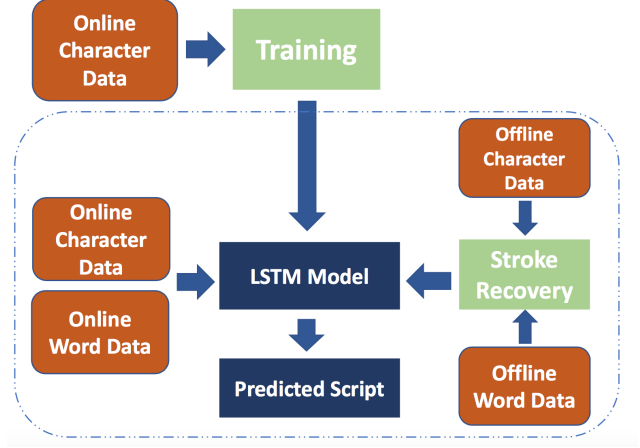 Online
Character
Data
Training
Offline
Character
Data
Online
Character
Data
LSTM Model
Stroke
Recovery
Online
Word Data
Predicted Script
Offline
Word Data